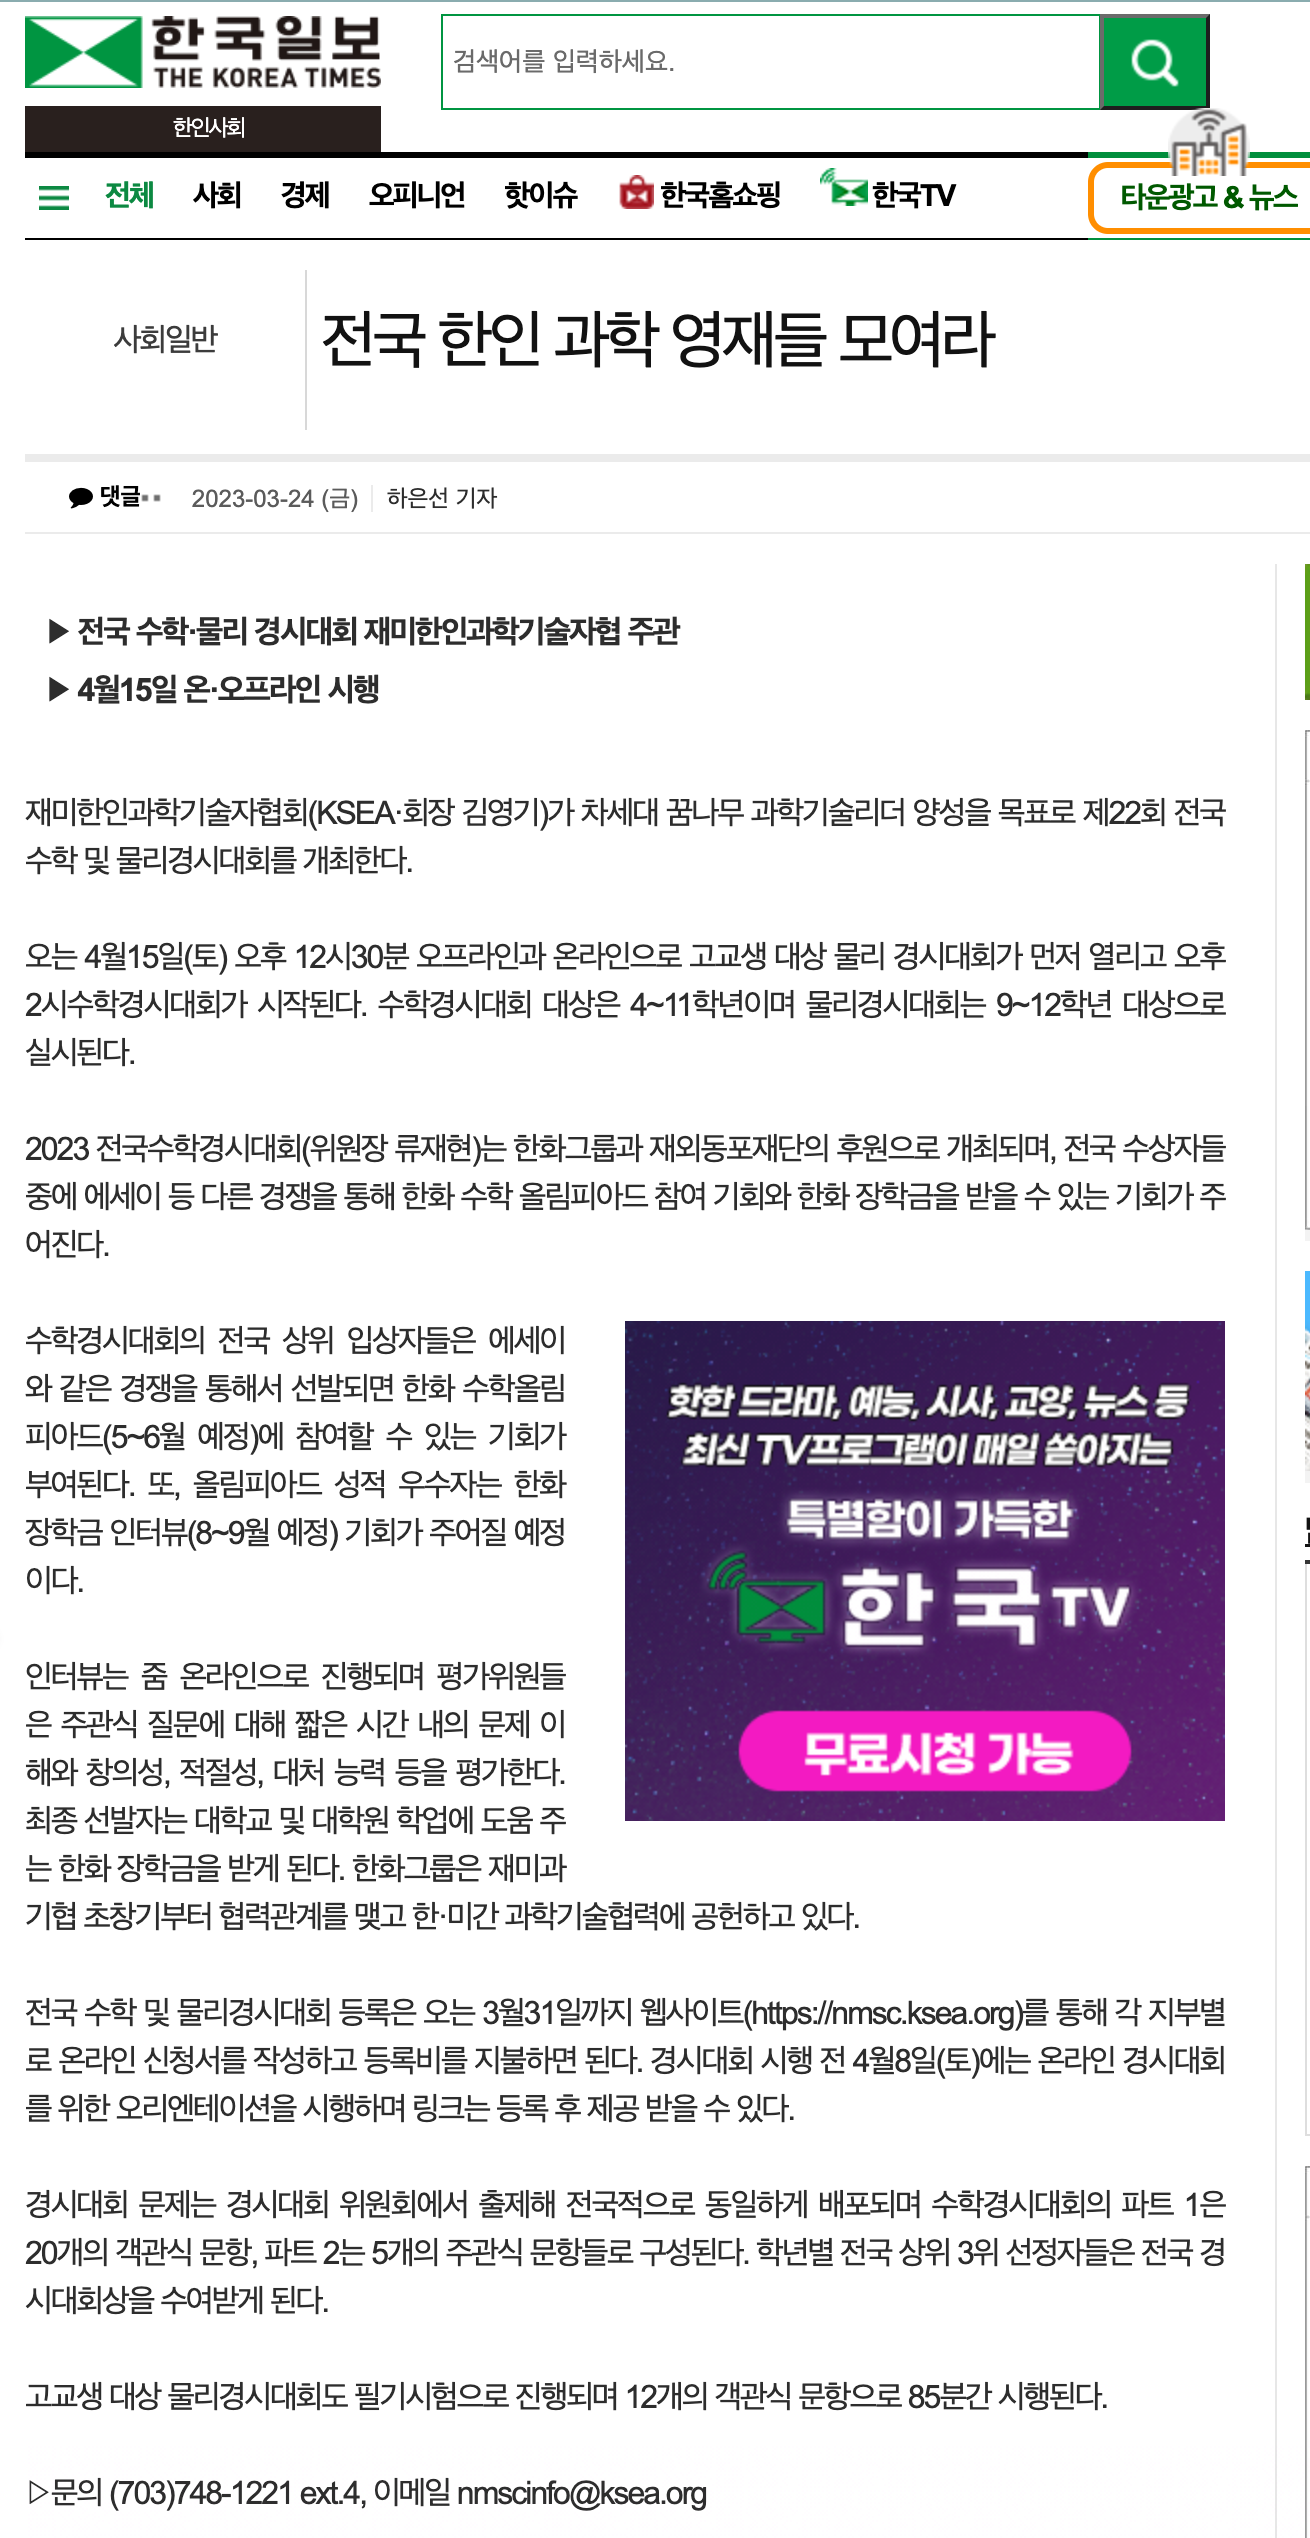 한국일보
THE KOREA TIMES
검색어를 입력하세요.
한인사회
전체 사회 경제 오피니언 핫이슈 한국홈쇼핑 한국TV
타운광고 & 뉴스
사회일반
전국 한인 과학 영재들 모여라
댓글
2023-03-24 (금) 하은선 기자
▶ 전국 수학·물리 경시대회 재미한인과학기술자협 주관
▶ 4월15일 온·오프라인 시행
재미한인과학기술자협회(KSEA·회장 김영기)가 차세대 꿈나무 과학기술리더 양성을 목표로 제22회 전국
수학 및 물리경시대회를 개최한다.
오는 4월15일(토) 오후 12시30분 오프라인과 온라인으로 고교생 대상 물리 경시대회가 먼저 열리고 오후
2시수학경시대회가 시작된다. 수학경시대회 대상은 4~11학년이며 물리경시대회는 9~12학년 대상으로
실시된다.
2023 전국수학경시대회(위원장 류재현)는 한화그룹과 재외동포재단의 후원으로 개최되며, 전국 수상자들
중에 에세이 등 다른 경쟁을 통해 한화 수학 올림피아드 참여 기회와 한화 장학금을 받을 수 있는 기회가 주
어진다.
수학경시대회의 전국 상위 입상자들은 에세이
와 같은 경쟁을 통해서 선발되면 한화 수학올림
피아드(5~6월 예정)에 참여할 수 있는 기회가
부여된다. 또, 올림피아드 성적 우수자는 한화
장학금 인터뷰(8~9월 예정) 기회가 주어질 예정
이다.
핫한 드라마, 예능, 시사, 교양, 뉴스 등
최신 TV프로그램이 매일 쏟아지는
특별함이 가득한
한국TV
무료시청 가능
인터뷰는 줌 온라인으로 진행되며 평가위원들
은 주관식 질문에 대해 짧은 시간 내의 문제 이
해와 창의성, 적절성, 대처 능력 등을 평가한다.
최종 선발자는 대학교 및 대학원 학업에 도움 주
는 한화 장학금을 받게 된다. 한화그룹은 재미과
기협 초창기부터 협력관계를 맺고 한·미간 과학기술협력에 공헌하고 있다.
전국 수학 및 물리경시대회 등록은 오는 3월31일까지 웹사이트(https://nmsc.ksea.org)를 통해 각 지부별
로 온라인 신청서를 작성하고 등록비를 지불하면 된다. 경시대회 시행 전 4월8일(토)에는 온라인 경시대회
를 위한 오리엔테이션을 시행하며 링크는 등록 후 제공 받을 수 있다.
경시대회 문제는 경시대회 위원회에서 출제해 전국적으로 동일하게 배포되며 수학경시대회의 파트 1은
20개의 객관식 문항, 파트 2는 5개의 주관식 문항들로 구성된다. 학년별 전국 상위 3위 선정자들은 전국 경
시대회상을 수여받게 된다.
고교생 대상 물리경시대회도 필기시험으로 진행되며 12개의 객관식 문항으로 85분간 시행된다.
▷문의 (703)748-1221 ext.4, 이메일 nmscinfo@ksea.org